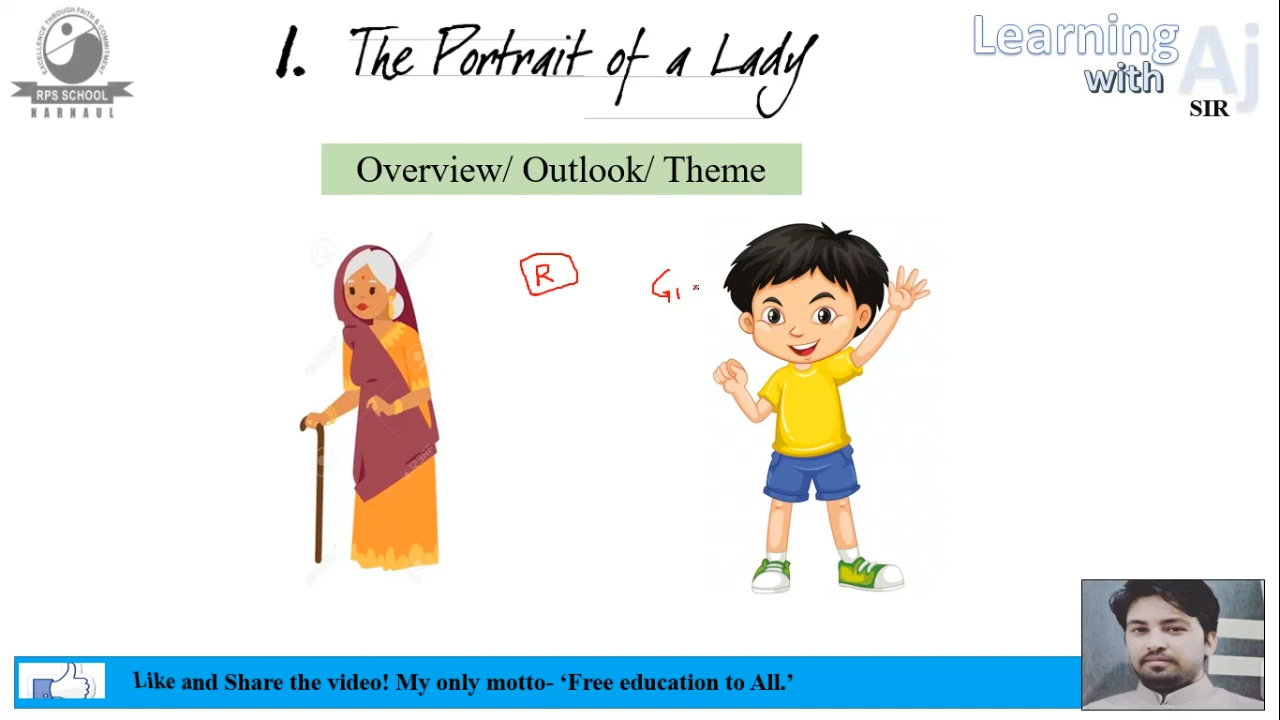 EXCELLENCE THROUGH FAITH & COMMITMENT
RPS SCHOOL
NARNAUL
1. The Portrait of a Lady
Learning
with Aj
SIR
Overview/ Outlook/ Theme
R
G
Like and Share the video! My only motto- ‘Free education to All.’